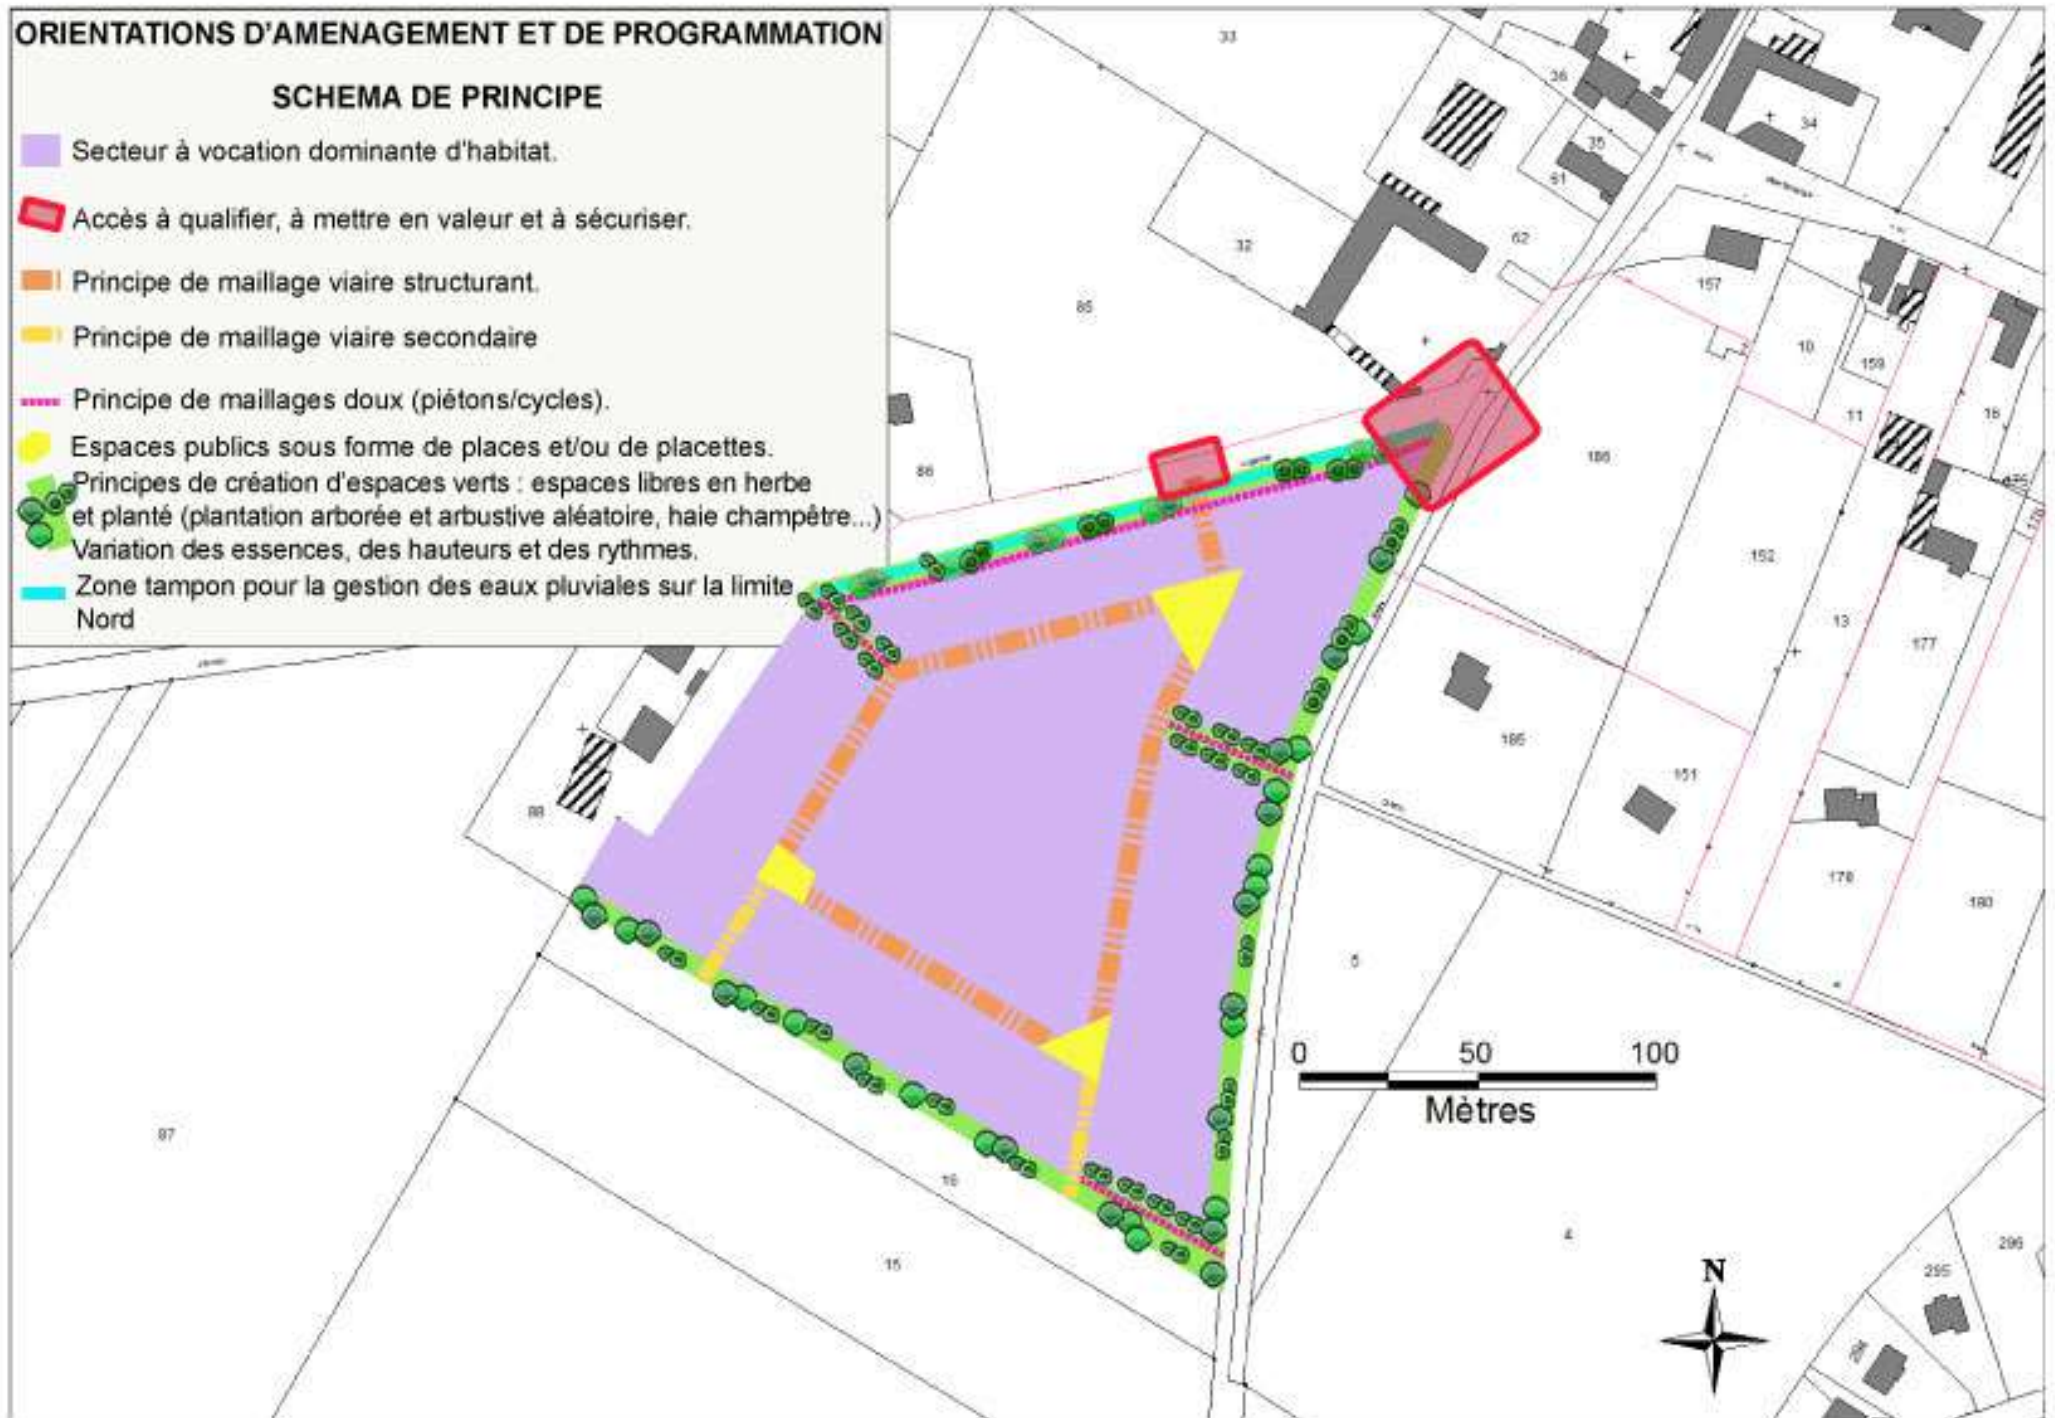 ORIENTATIONS D'AMENAGEMENT ET DE PROGRAMMATION
SCHEMA DE PRINCIPE
Secteur à vocation dominante d'habitat.
Accès à qualifier, à mettre en valeur et à sécuriser.
Principe de maillage viaire structurant.
Principe de maillage viaire secondaire
Principe de maillages doux (piétons/cycles).
Espaces publics sous forme de places et/ou de placettes.
Principes de création d'espaces verts : espaces libres en herbe
et planté (plantation arborée et arbustive aléatoire, haie champêtre...)
Variation des essences, des hauteurs et des rythmes.
Zone tampon pour la gestion des eaux pluviales sur la limite
Nord
33
36
34
35
61
62
32
157
85
10
159
11
16
86
186
152
13
177
185
151
88
178
180
5
0 50 100
Mètres
87
16
15
4
N
295
296
294